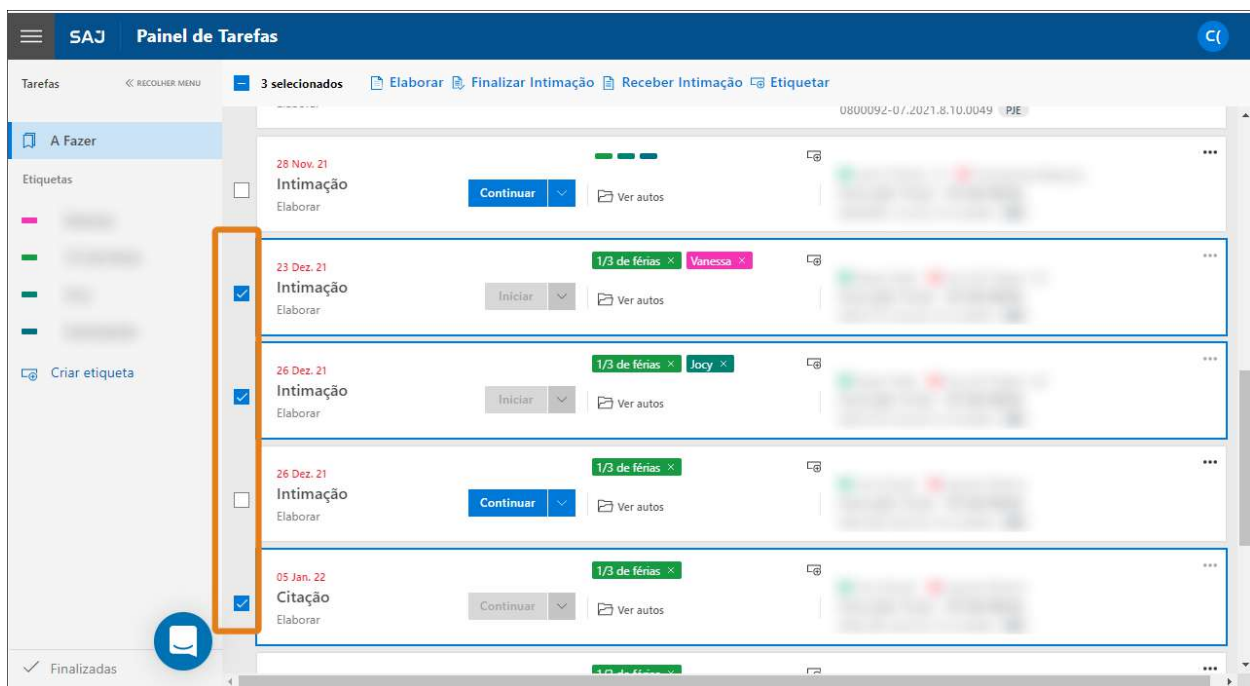 SAJ Painel de Tarefas C(
Tarefas RECOLHER MENU 3 selecionados Elaborar Finalizar Intimação Receber Intimação Etiquetar
0800092-07.2021.8.10.0049 PJE
A Fazer
Etiquetas
Criar etiqueta
Finalizadas
28 Nov. 21
Intimação
Elaborar
Continuar
Ver autos
23 Dez. 21
Intimação
Elaborar
Iniciar
1/3 de férias × Vanessa ×
Ver autos
26 Dez. 21
Intimação
Elaborar
Iniciar
1/3 de férias × Jocy ×
Ver autos
26 Dez. 21
Intimação
Elaborar
Continuar
1/3 de férias ×
Ver autos
05 Jan. 22
Citação
Elaborar
Continuar
1/3 de férias ×
Ver autos